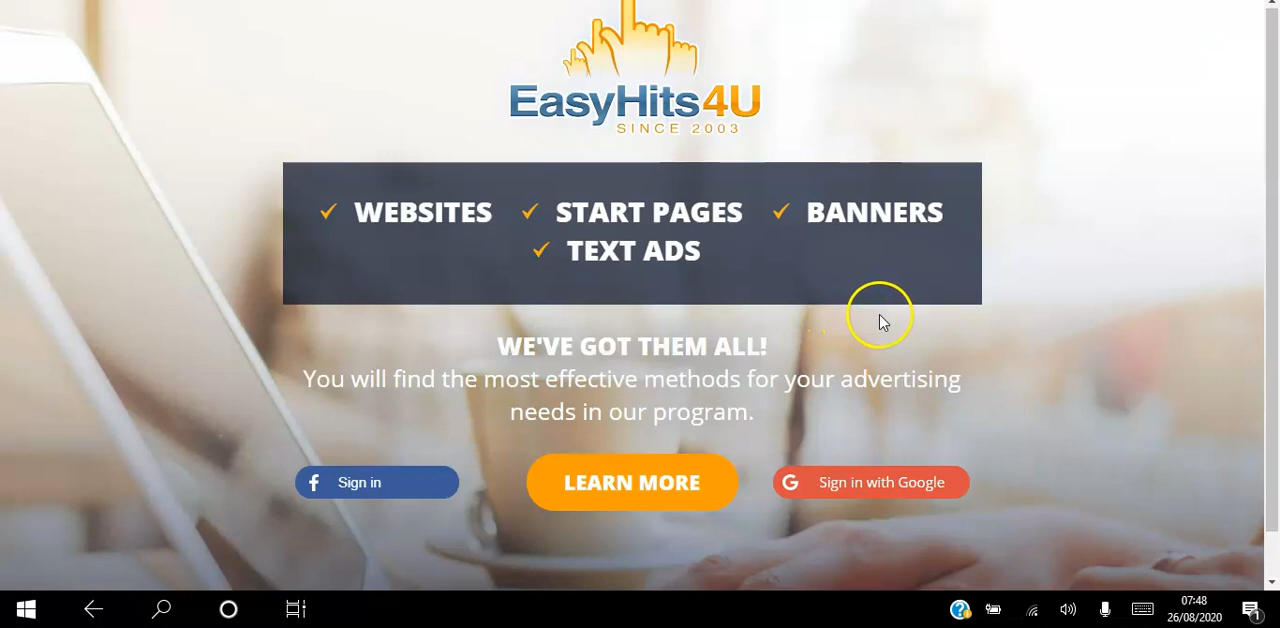 EasyHits4U
SINCE 2003
WEBSITES START PAGES BANNERS
TEXT ADS
WE'VE GOT THEM ALL!
You will find the most effective methods for your advertising
needs in our program.
f Sign in
LEARN MORE
G Sign in with Google
07:48
26/08/2020
1